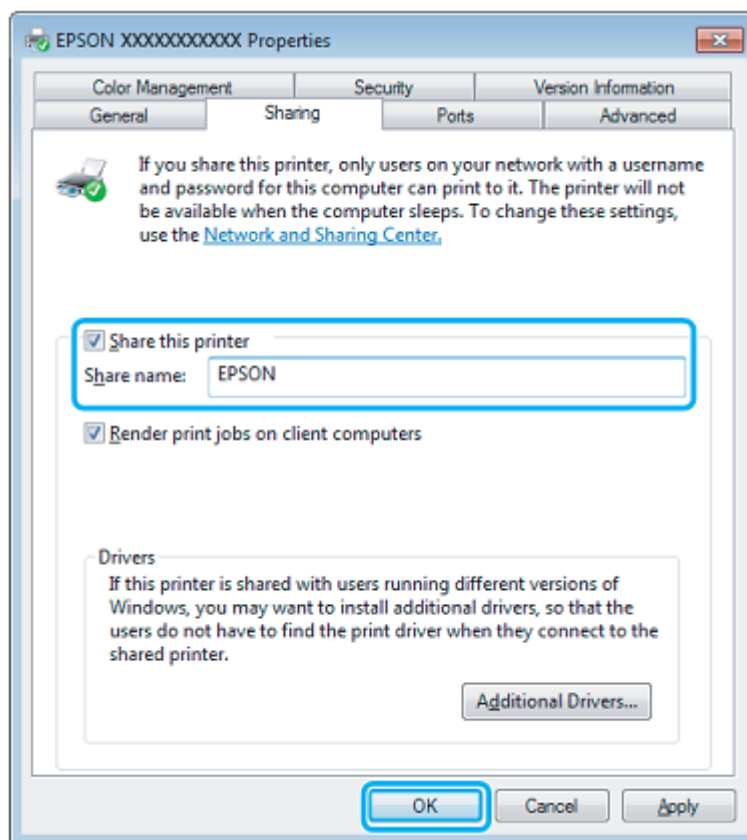 EPSON XXXXXXXXXXX Properties
Color Management Security Version Information
General Sharing Ports Advanced
If you share this printer, only users on your network with a username
and password for this computer can print to it. The printer will not
be available when the computer sleeps. To change these settings,
use the Network and Sharing Center.
Share this printer
Share name: EPSON
Render print jobs on client computers
Drivers
If this printer is shared with users running different versions of
Windows, you may want to install additional drivers, so that the
users do not have to find the print driver when they connect to the
shared printer.
Additional Drivers...
OK Cancel Apply